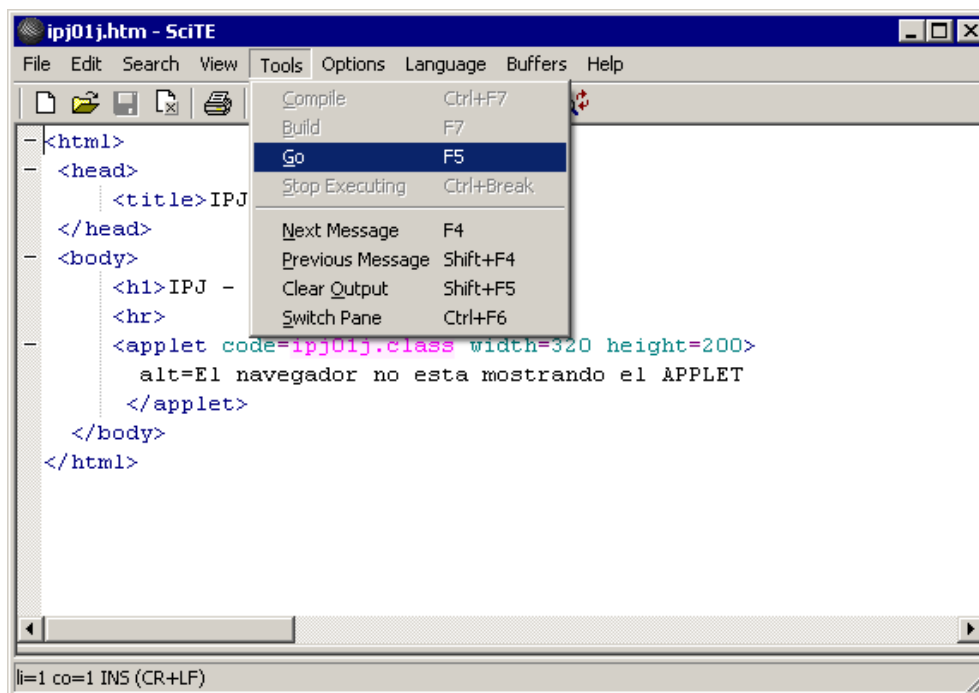 ipj01j.htm - SciTE
File Edit Search View Tools Options Language Buffers Help
Compile Ctrl+F7
Build F7
Go F5
Stop Executing Ctrl+Break
Next Message F4
Previous Message Shift+F4
Clear Output Shift+F5
Switch Pane Ctrl+F6
<html>
<head>
<title>IPJ
</head>
<body>
<h1>IPJ -
<hr>
<applet code=ipj01j.class width=320 height=200>
alt=El navegador no esta mostrando el APPLET
</applet>
</body>
</html>
li=1 co=1 INS (CR+LF)